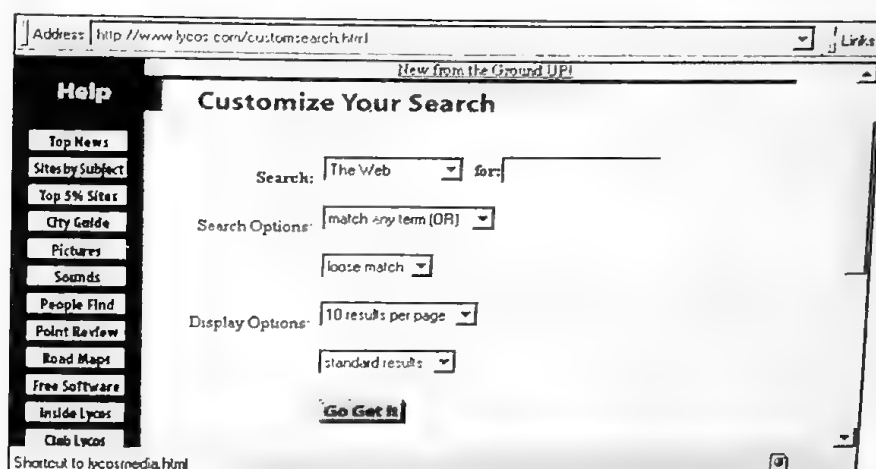 Address http://www.lycos.com/customsearch.html Links
New from the Ground UP!
Help
Customize Your Search
Top News
Sites by Subject
Top 5% Sites
City Guide
Pictures
Sounds
People Find
Point Review
Road Maps
Free Software
Inside Lycos
Club Lycos
Search: The Web for:
Search Options: match any term (OR)
loose match
Display Options: 10 results per page
standard results
Go Get It
Shortcut to lycosmedia.html